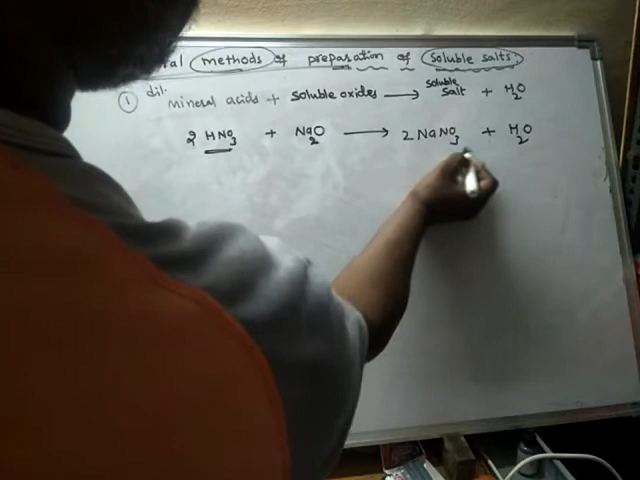 methods of preparation of soluble salts
1 dil. mineral acids + soluble oxides → soluble salt + H₂O
2 HNO₃ + Na₂O → 2 NaNO₃ + H₂O